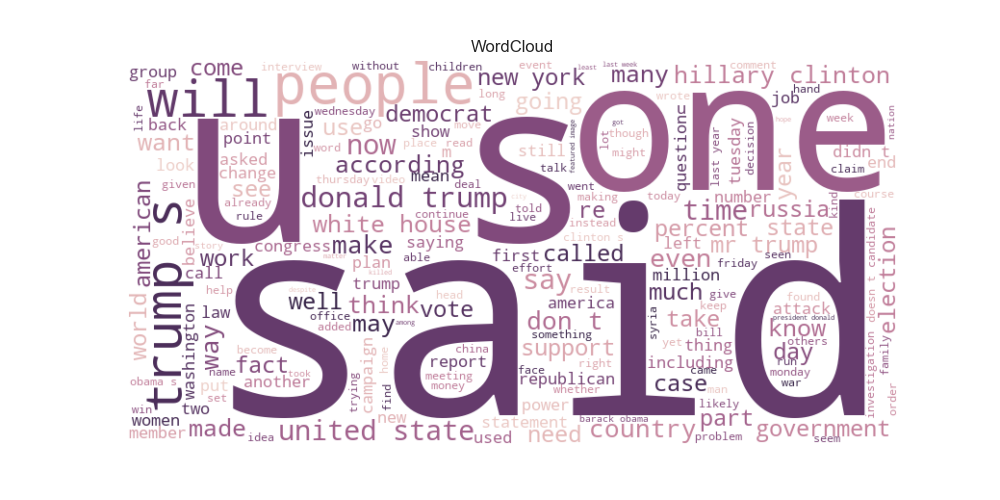 WordCloud
group come interview without children event least last week comment
will people new york many hillary clinton
far long wrote job hand
life back around democrat going questione week nation
want point issue use go show move featured image got lot though last year tuesday decision hope
wednesday word place read still might didn t
look asked change now m according mean talk year claim end
given see thursday video deal went making today number kind course
u s one
already donald trump told re time russia
rule continue live instead percent state
american believe good white house clinton s left mr trump
trump s story congress make saying first called even friday seen
work plan able effort million
call matter killed say much give found attack
world help despite trump head result america keep president donald
well think vote don t something syria bill know others
law office may among take yet
washington way added support thing day run
said
become fact china report face right including came monday
name another took meeting republican case war
obama s put set trying campaign home money whether man
find power likely
win two new statement barack obama part order family
women member made idea united state used need country problem government seem
investigation doesn t candidate election